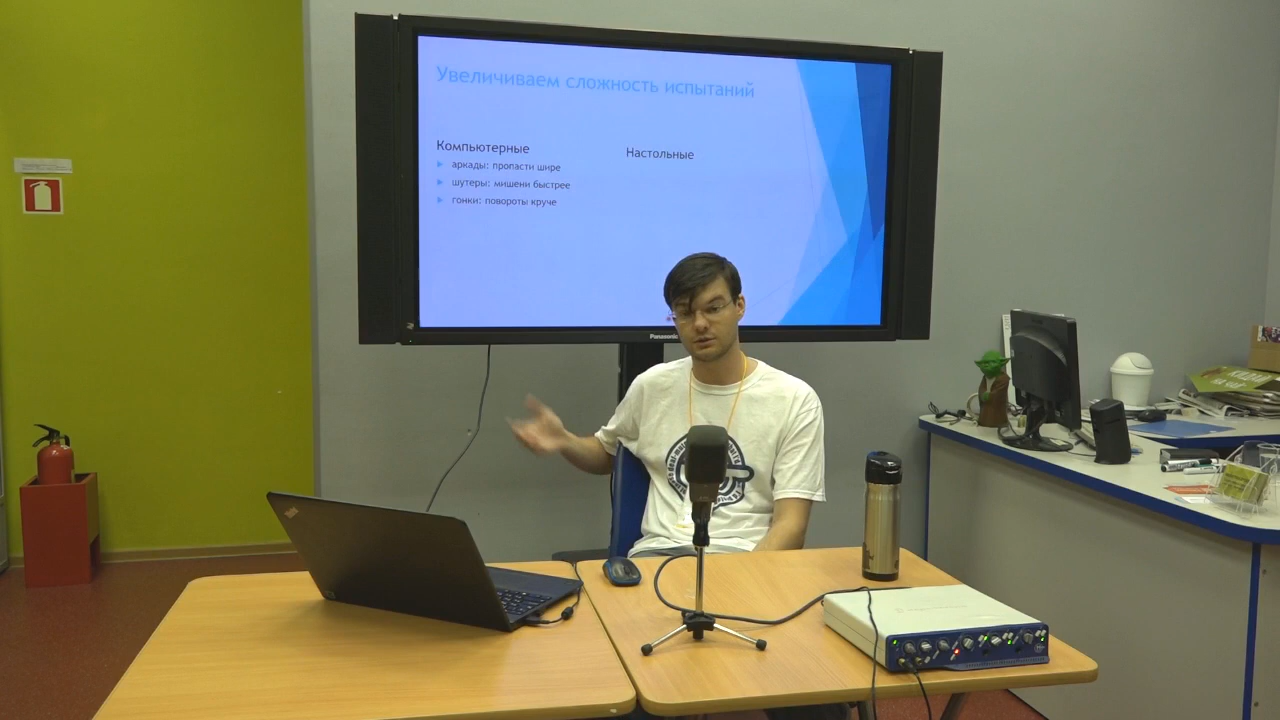 Увеличиваем сложность испытаний
Компьютерные
аркады: пропасти шире
шутеры: мишени быстрее
гонки: повороты круче
Настольные
Panasonic